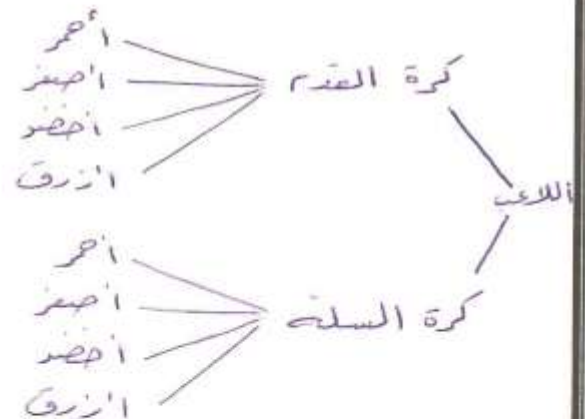 أحمر
أصفر
أخضر
أزرق
كرة القدم
اللاعب
أحمر
أصفر
أخضر
أزرق
كرة السلة